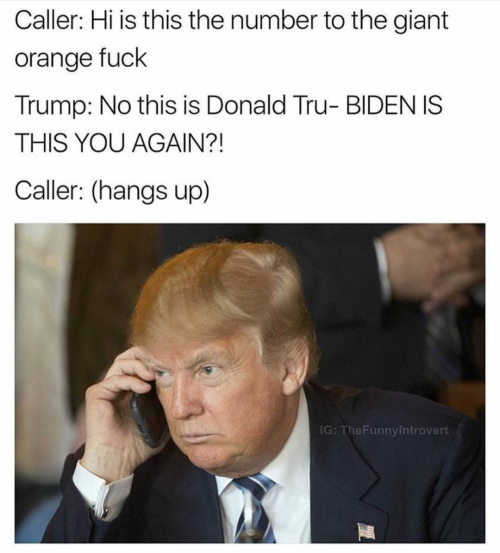 Caller: Hi is this the number to the giant
orange fuck
Trump: No this is Donald Tru- BIDEN IS
THIS YOU AGAIN?!
Caller: (hangs up)
IG: TheFunnyIntrovert